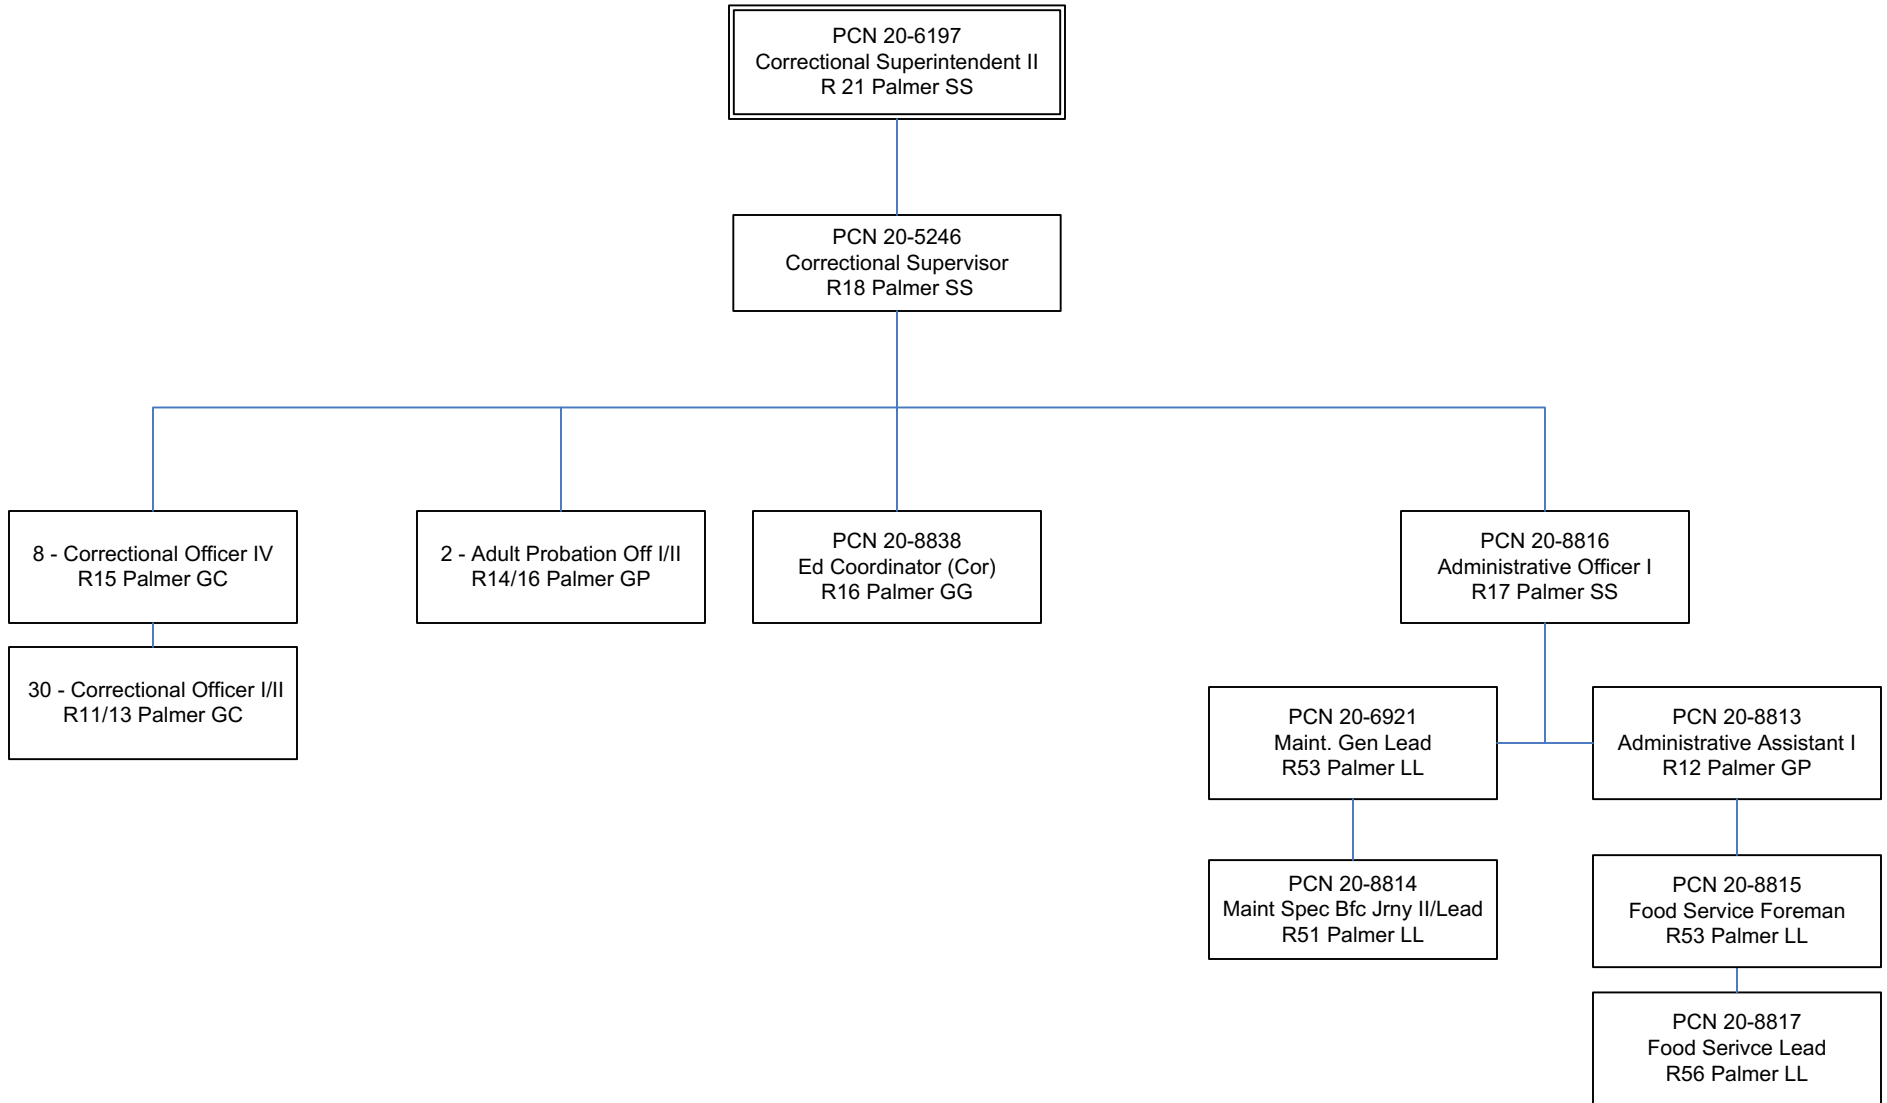 PCN 20-6197
Correctional Superintendent II
R 21 Palmer SS
PCN 20-5246
Correctional Supervisor
R18 Palmer SS
8 - Correctional Officer IV
R15 Palmer GC
2 - Adult Probation Off I/II
R14/16 Palmer GP
PCN 20-8838
Ed Coordinator (Cor)
R16 Palmer GG
PCN 20-8816
Administrative Officer I
R17 Palmer SS
30 - Correctional Officer I/II
R11/13 Palmer GC
PCN 20-6921
Maint. Gen Lead
R53 Palmer LL
PCN 20-8813
Administrative Assistant I
R12 Palmer GP
PCN 20-8814
Maint Spec Bfc Jrny II/Lead
R51 Palmer LL
PCN 20-8815
Food Service Foreman
R53 Palmer LL
PCN 20-8817
Food Serivce Lead
R56 Palmer LL